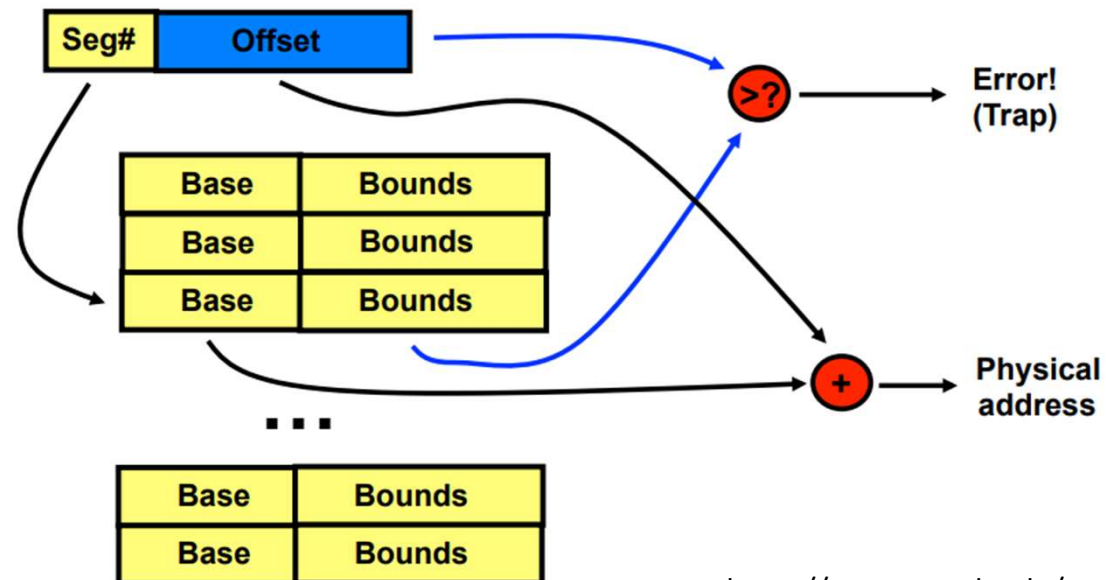 Seg# Offset
>?
Error!
(Trap)
Base Bounds
Base Bounds
Base Bounds
+
Physical
address
...
Base Bounds
Base Bounds